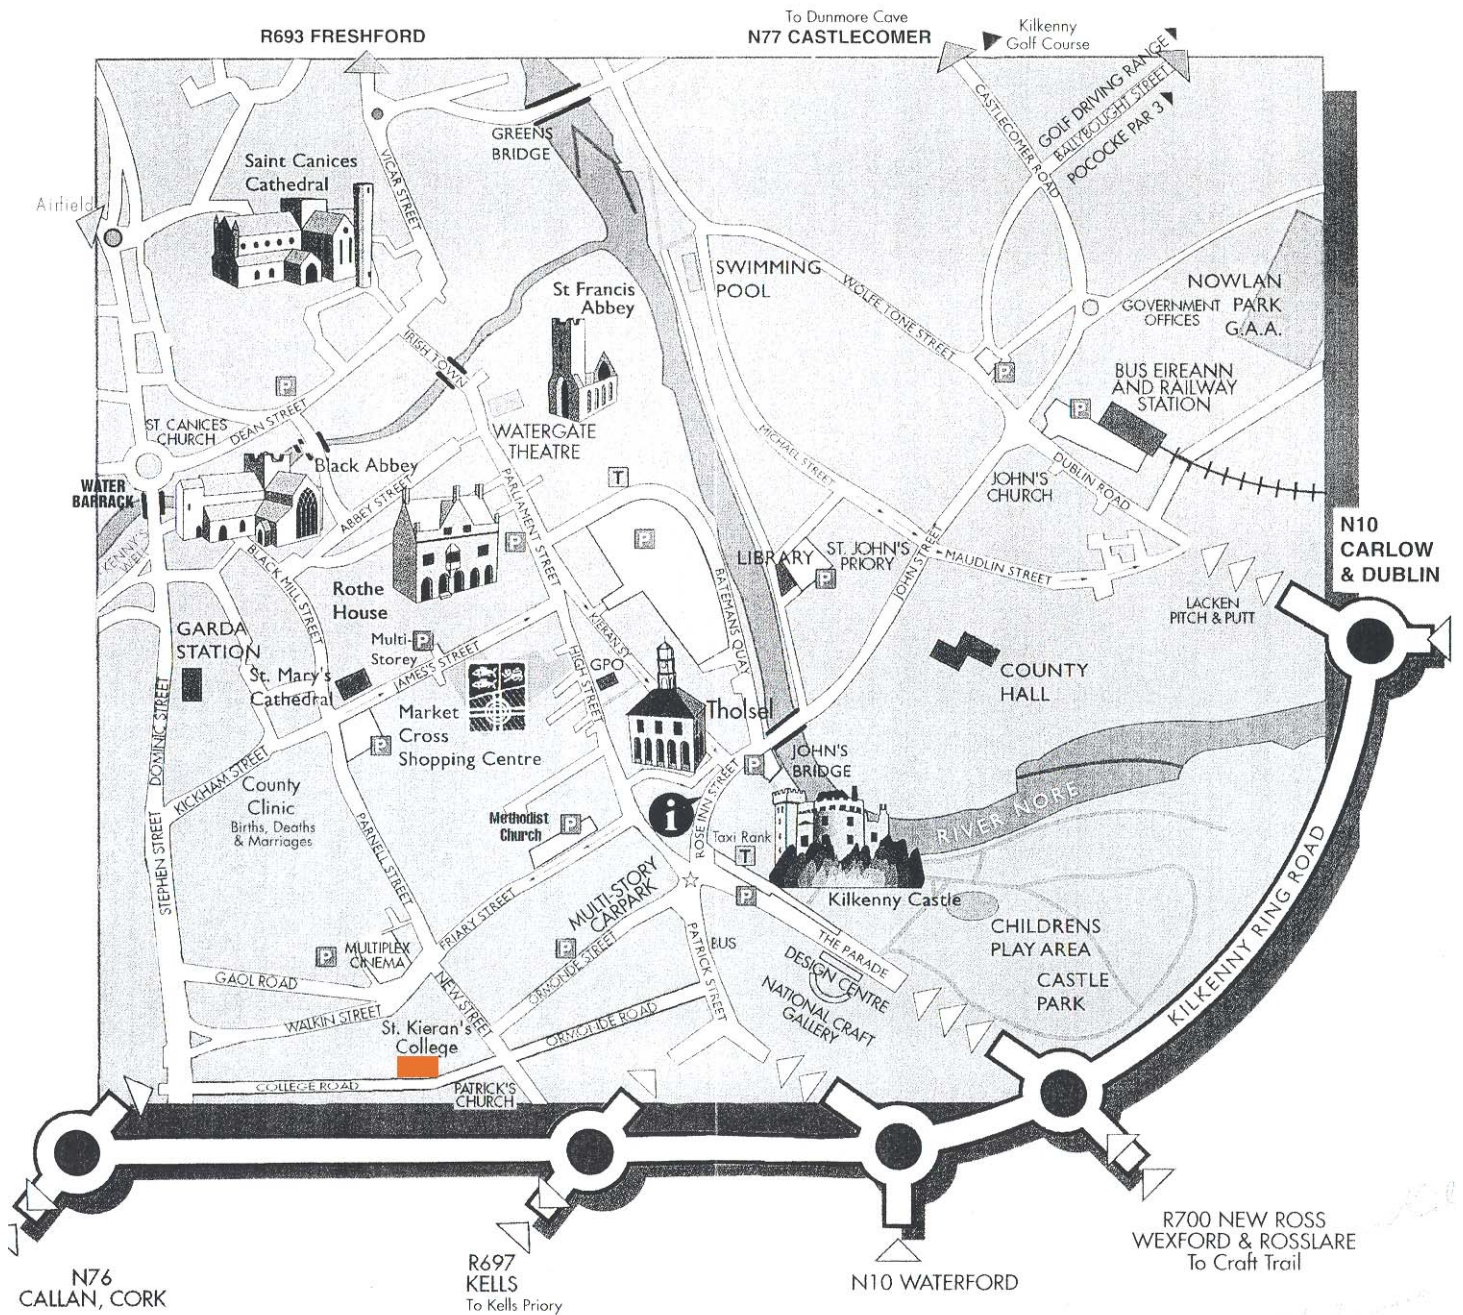 To Dunmore Cave
N77 CASTLECOMER
R693 FRESHFORD
Kilkenny
Golf Course
GOLF DRIVING RANGE
BALLYBOUGHT STREET
POCOCKE PAR 3
CASTLECOMER ROAD
GREENS
BRIDGE
VICAR STREET
Saint Canices
Cathedral
Airfield
SWIMMING
POOL
WOLFE TONE STREET
NOWLAN
PARK
G.A.A.
GOVERNMENT
OFFICES
St Francis
Abbey
IRISH TOWN
P
P
BUS EIREANN
AND RAILWAY
STATION
P
ST. CANICES
CHURCH
DEAN STREET
WATERGATE
THEATRE
MICHAEL STREET
Black Abbey
WATER
BARRACK
ABBEY STREET
PARLIAMENT STREET
T
JOHN'S
CHURCH
DUBLIN ROAD
KENNY'S
WELL
BLACK MILL STREET
P
P
BATEMANS QUAY
LIBRARY
ST. JOHN'S
PRIORY
P
JOHN STREET
MAUDLIN STREET
N10
CARLOW
& DUBLIN
Rothe
House
LACKEN
PITCH & PUTT
GARDA
STATION
Multi-
Storey
P
JAMES'S STREET
KIERAN ST
HIGH STREET
GPO
COUNTY
HALL
St. Mary's
Cathedral
Market
Cross
Shopping Centre
P
Tholsel
DOMINIC STREET
KICKHAM STREET
JOHN'S
BRIDGE
P
County
Clinic
Births, Deaths
& Marriages
PARNELL STREET
Methodist
Church
P
i
ROSE INN STREET
Taxi Rank
T
RIVER NORE
STEPHEN STREET
Kilkenny Castle
P
FRIARY STREET
MULTI-STORY
CARPARK
P
ORMONDE STREET
MULTIPLEX
CINEMA
P
PATRICK STREET
BUS
THE PARADE
CHILDRENS
PLAY AREA
CASTLE
PARK
DESIGN CENTRE
NATIONAL CRAFT
GALLERY
KILKENNY RING ROAD
GAOL ROAD
WALKIN STREET
NEW STREET
St. Kieran's
College
ORMONDE ROAD
COLLEGE ROAD
PATRICK'S
CHURCH
N76
CALLAN, CORK
R697
KELLS
To Kells Priory
N10 WATERFORD
R700 NEW ROSS
WEXFORD & ROSSLARE
To Craft Trail